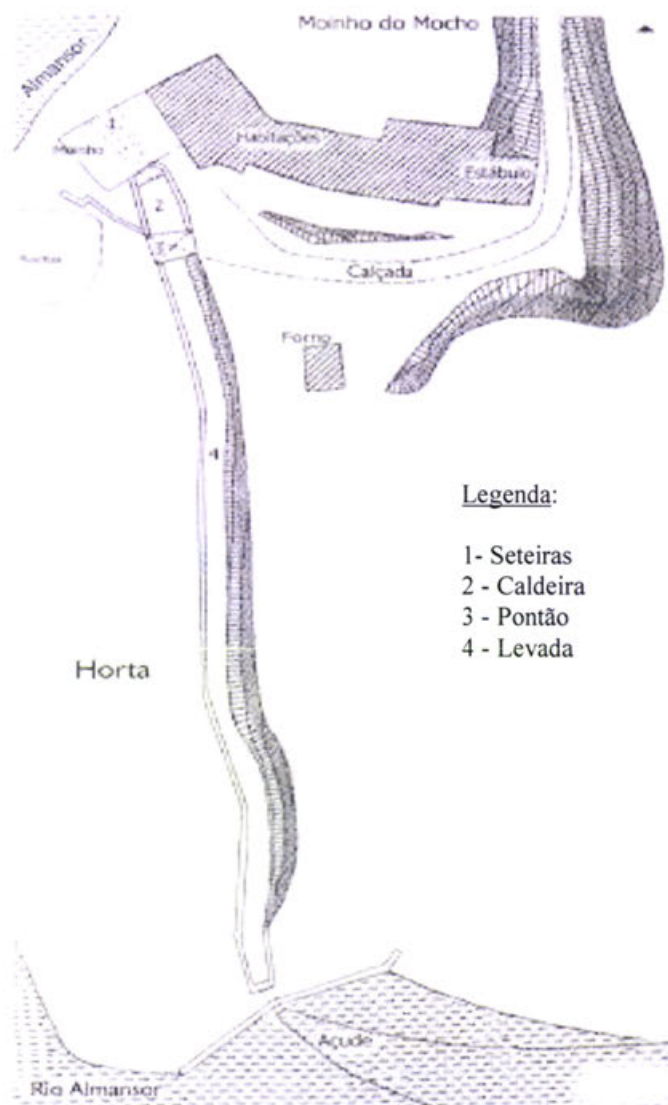 Moinho do Mocho
Almansor
1
Moinho
Habitações
Estábulo
2
3
Calçada
Forno
4
Legenda:
1- Seteiras
2 - Caldeira
3 - Pontão
4 - Levada
Horta
Açude
Rio Almansor